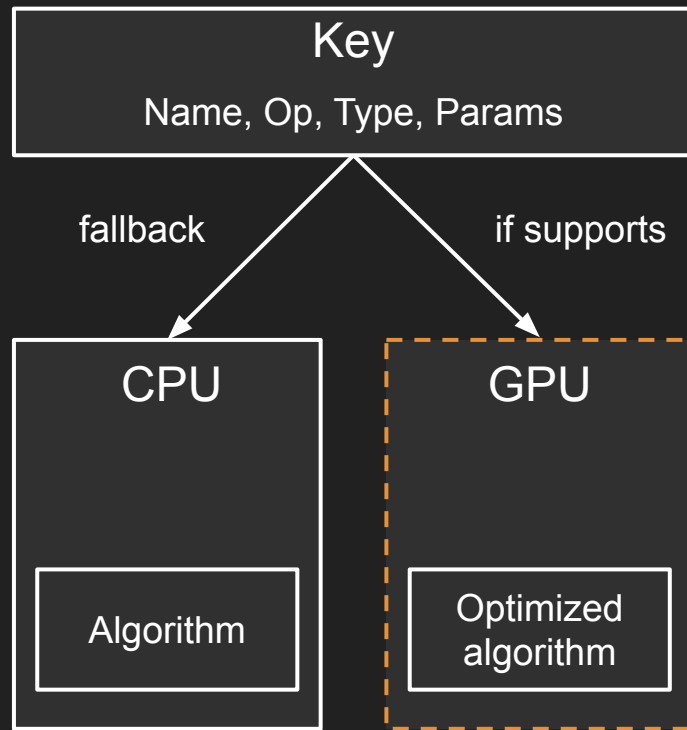 Key
Name, Op, Type, Params
fallback
if supports
CPU
GPU
Algorithm
Optimized
algorithm